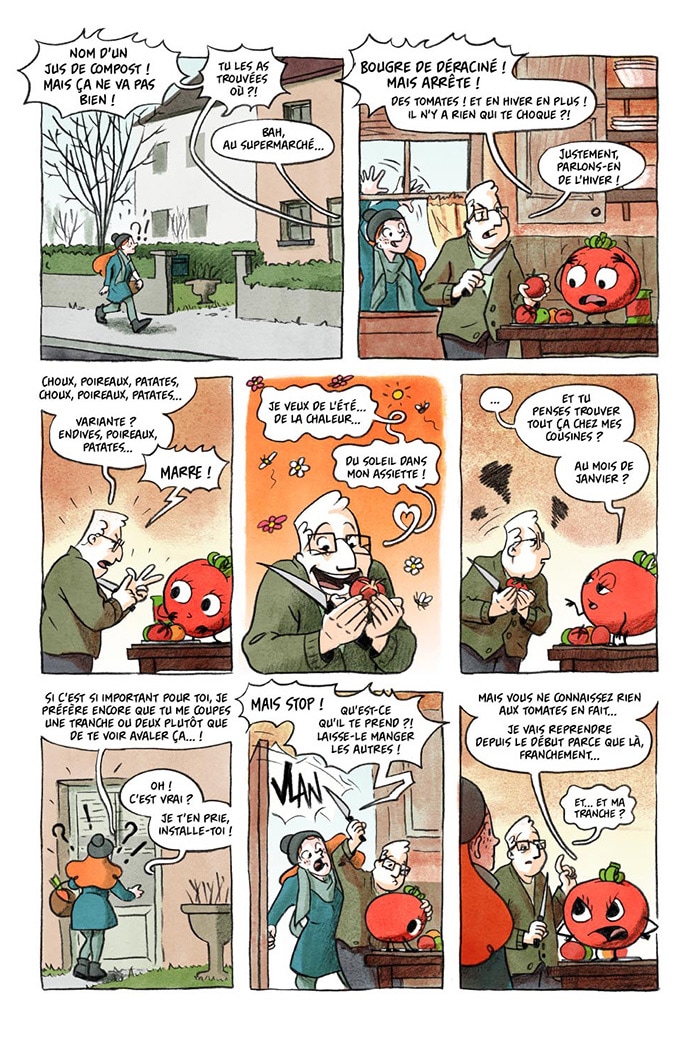 NOM D'UN
JUS DE COMPOST !
MAIS ÇA NE VA PAS
BIEN !
TU LES AS
TROUVÉES
OÙ ?!
BAH,
AU SUPERMARCHÉ...
?!
BOUGRE DE DÉRACINÉ !
MAIS ARRÊTE !
DES TOMATES ! ET EN HIVER EN PLUS !
IL N'Y A RIEN QUI TE CHOQUE ?!
JUSTEMENT,
PARLONS-EN
DE L'HIVER !
CHOUX, POIREAUX, PATATES,
CHOUX, POIREAUX, PATATES...
VARIANTE ?
ENDIVES, POIREAUX,
PATATES...
MARRE !
JE VEUX DE L'ÉTÉ...
DE LA CHALEUR...
DU SOLEIL DANS
MON ASSIETTE !
...
ET TU
PENSES TROUVER
TOUT ÇA CHEZ MES
COUSINES ?
AU MOIS DE
JANVIER ?
SI C'EST SI IMPORTANT POUR TOI, JE
PRÉFÈRE ENCORE QUE TU ME COUPES
UNE TRANCHE OU DEUX PLUTÔT QUE
DE TE VOIR AVALER ÇA... !
OH !
C'EST VRAI ?
JE T'EN PRIE,
INSTALLE-TOI !
? ! ?
MAIS STOP !
QU'EST-CE
QU'IL TE PREND ?!
LAISSE-LE MANGER
LES AUTRES !
VLAN
MAIS VOUS NE CONNAISSEZ RIEN
AUX TOMATES EN FAIT...
JE VAIS REPRENDRE
DEPUIS LE DÉBUT PARCE QUE LÀ,
FRANCHEMENT...
ET... ET MA
TRANCHE ?